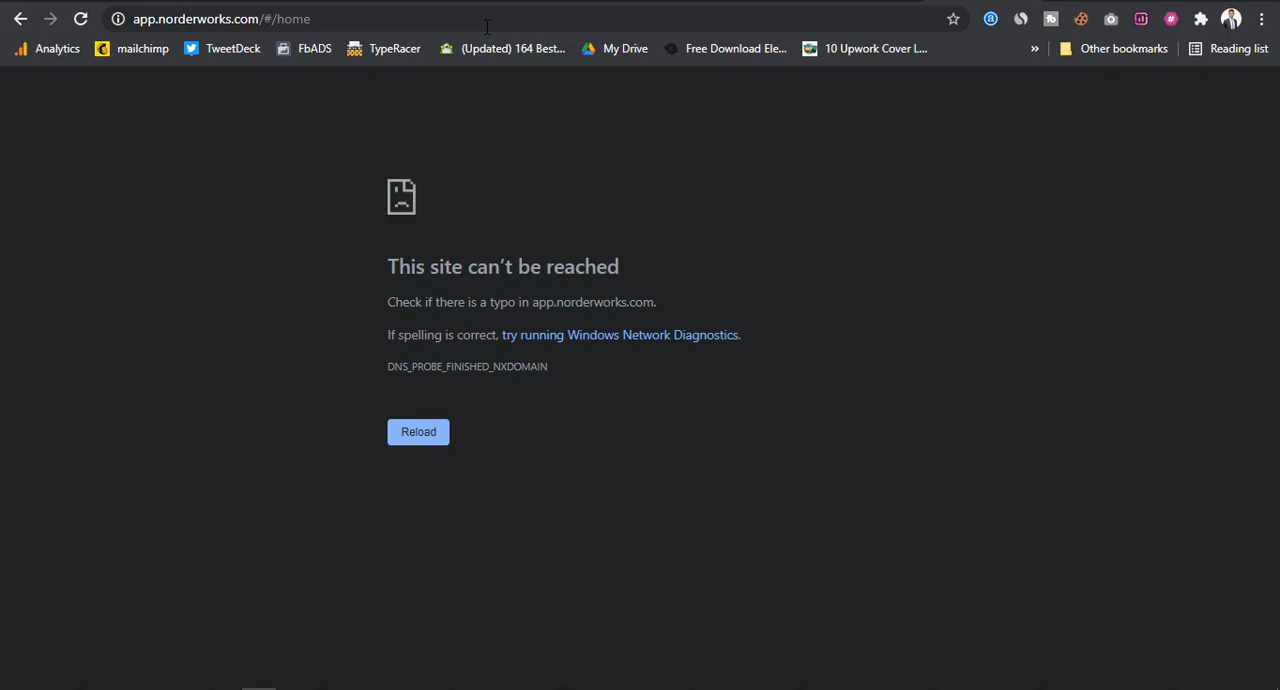 app.norderworks.com/#/home
Analytics mailchimp TweetDeck FbADS TypeRacer (Updated) 164 Best... My Drive Free Download Ele... 10 Upwork Cover L... » Other bookmarks Reading list
This site can't be reached
Check if there is a typo in app.norderworks.com.
If spelling is correct, try running Windows Network Diagnostics.
DNS_PROBE_FINISHED_NXDOMAIN
Reload